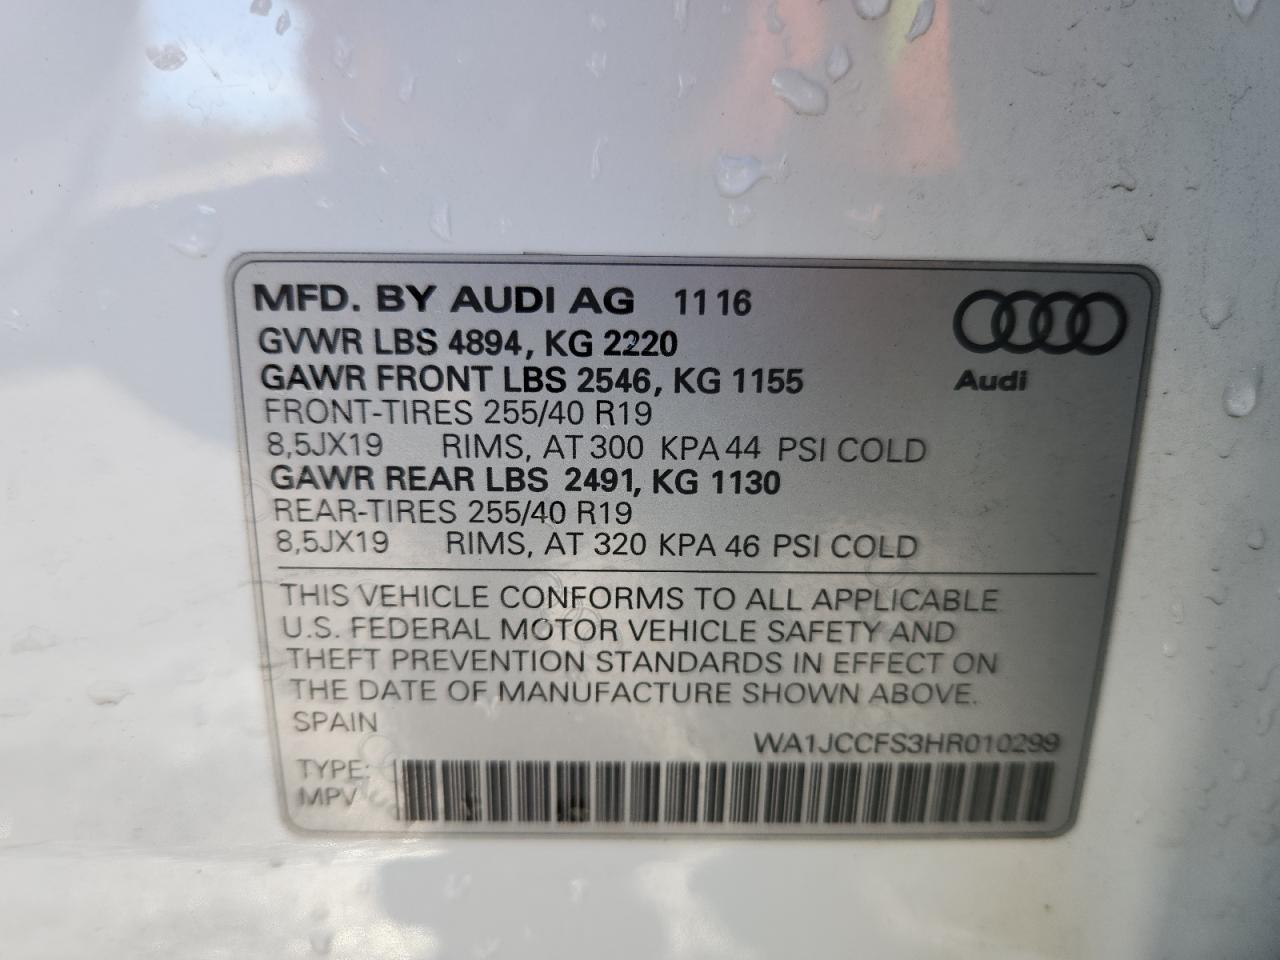 MFD. BY AUDI AG 11 16
GVWR LBS 4894, KG 2220
GAWR FRONT LBS 2546, KG 1155
Audi
FRONT-TIRES 255/40 R19
8,5JX19 RIMS, AT 300 KPA 44 PSI COLD
GAWR REAR LBS 2491, KG 1130
REAR-TIRES 255/40 R19
8,5JX19 RIMS, AT 320 KPA 46 PSI COLD
THIS VEHICLE CONFORMS TO ALL APPLICABLE
U.S. FEDERAL MOTOR VEHICLE SAFETY AND
THEFT PREVENTION STANDARDS IN EFFECT ON
THE DATE OF MANUFACTURE SHOWN ABOVE.
SPAIN
WA1JCCFS3HR010299
TYPE:
MPV